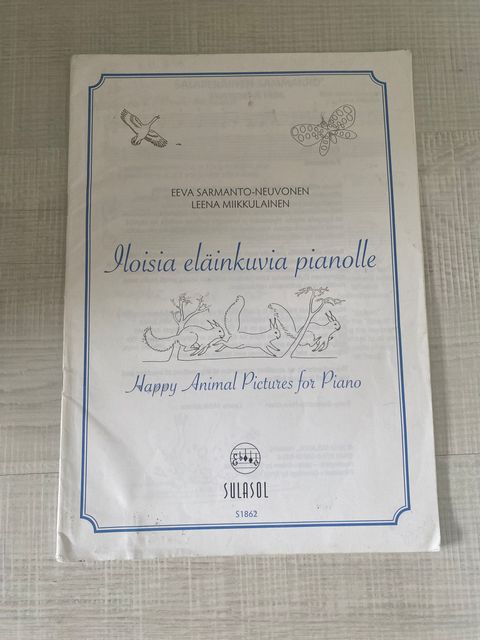 EEVA SARMANTO-NEUVONEN
LEENA MIIKKULAINEN
Iloisia eläinkuvia pianolle
Happy Animal Pictures for Piano
SULASOL
S1862